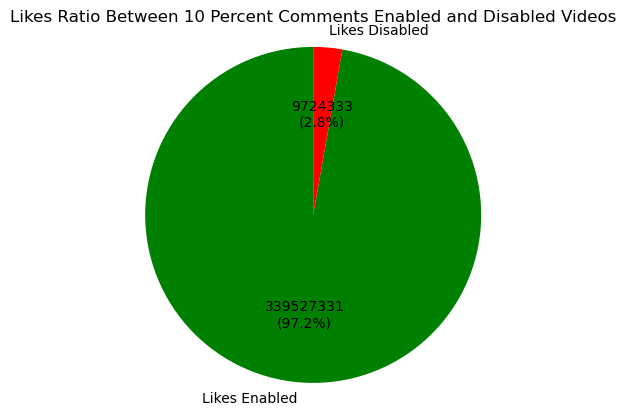 Likes Ratio Between 10 Percent Comments Enabled and Disabled Videos
Likes Disabled
9724333
(2.8%)
339527331
(97.2%)
Likes Enabled